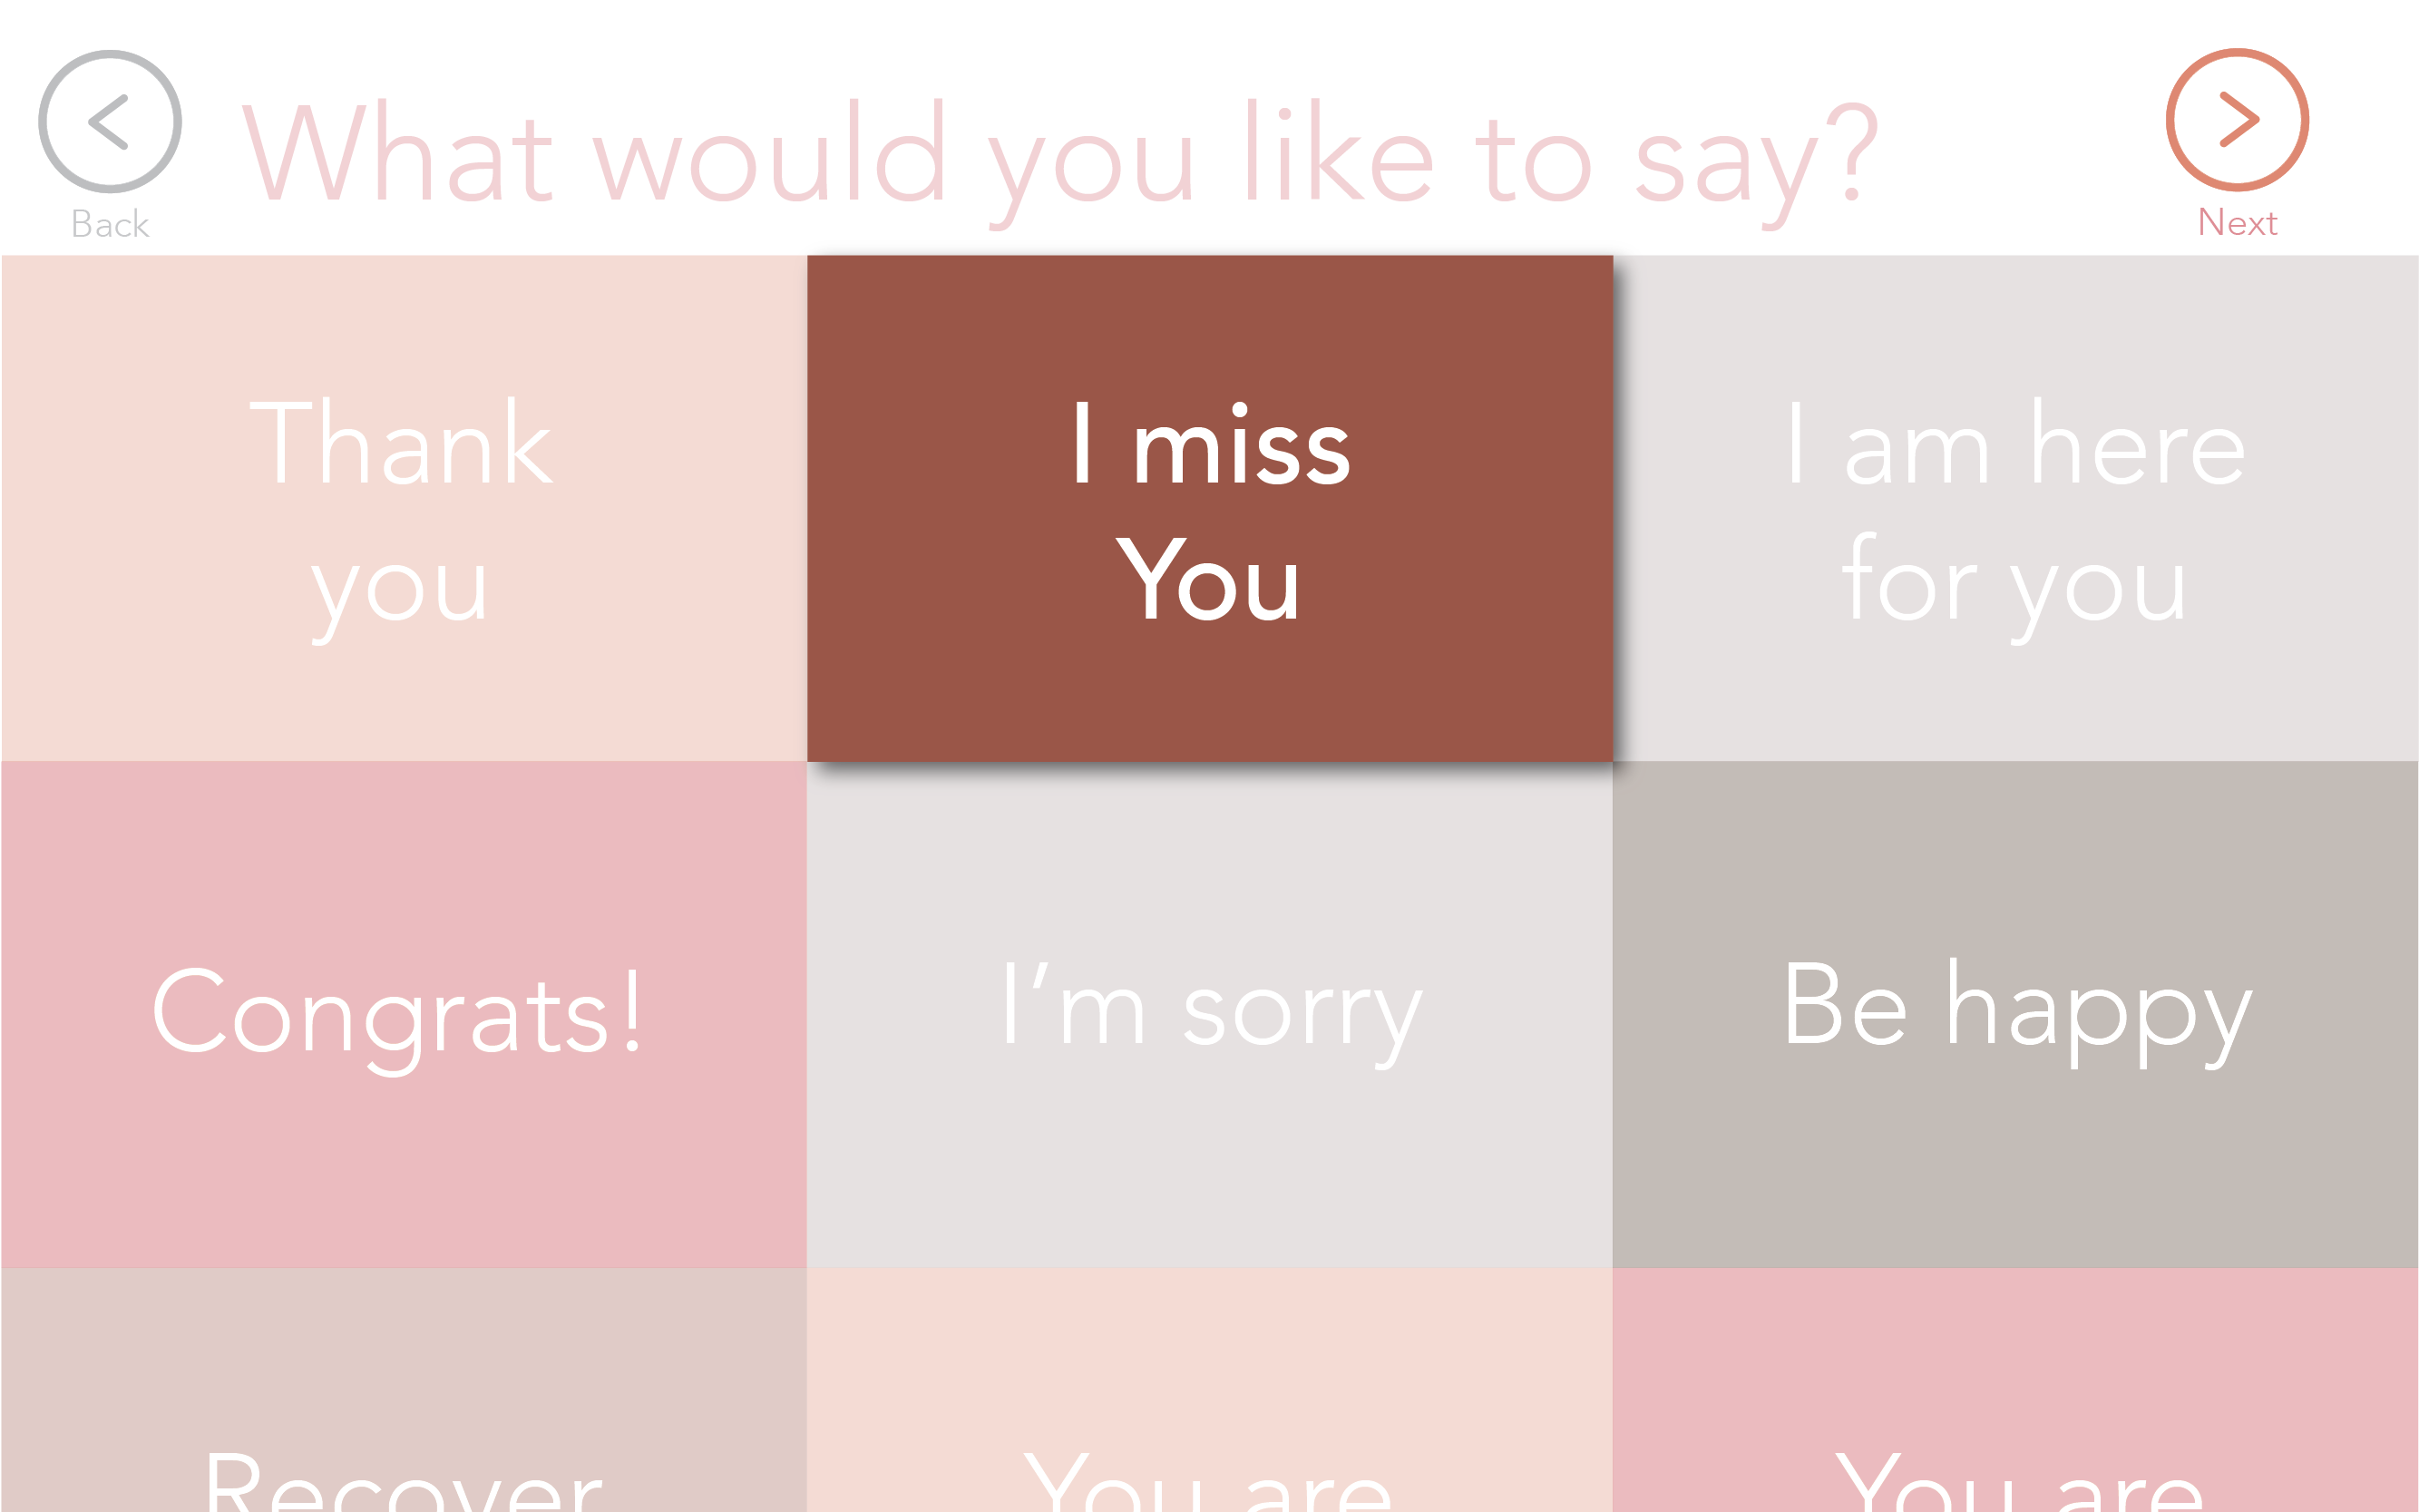 What would you like to say?
Back
Next
Thank
you
I miss
You
I am here
for you
Congrats!
I'm sorry
Be happy
Recover
You are
You are